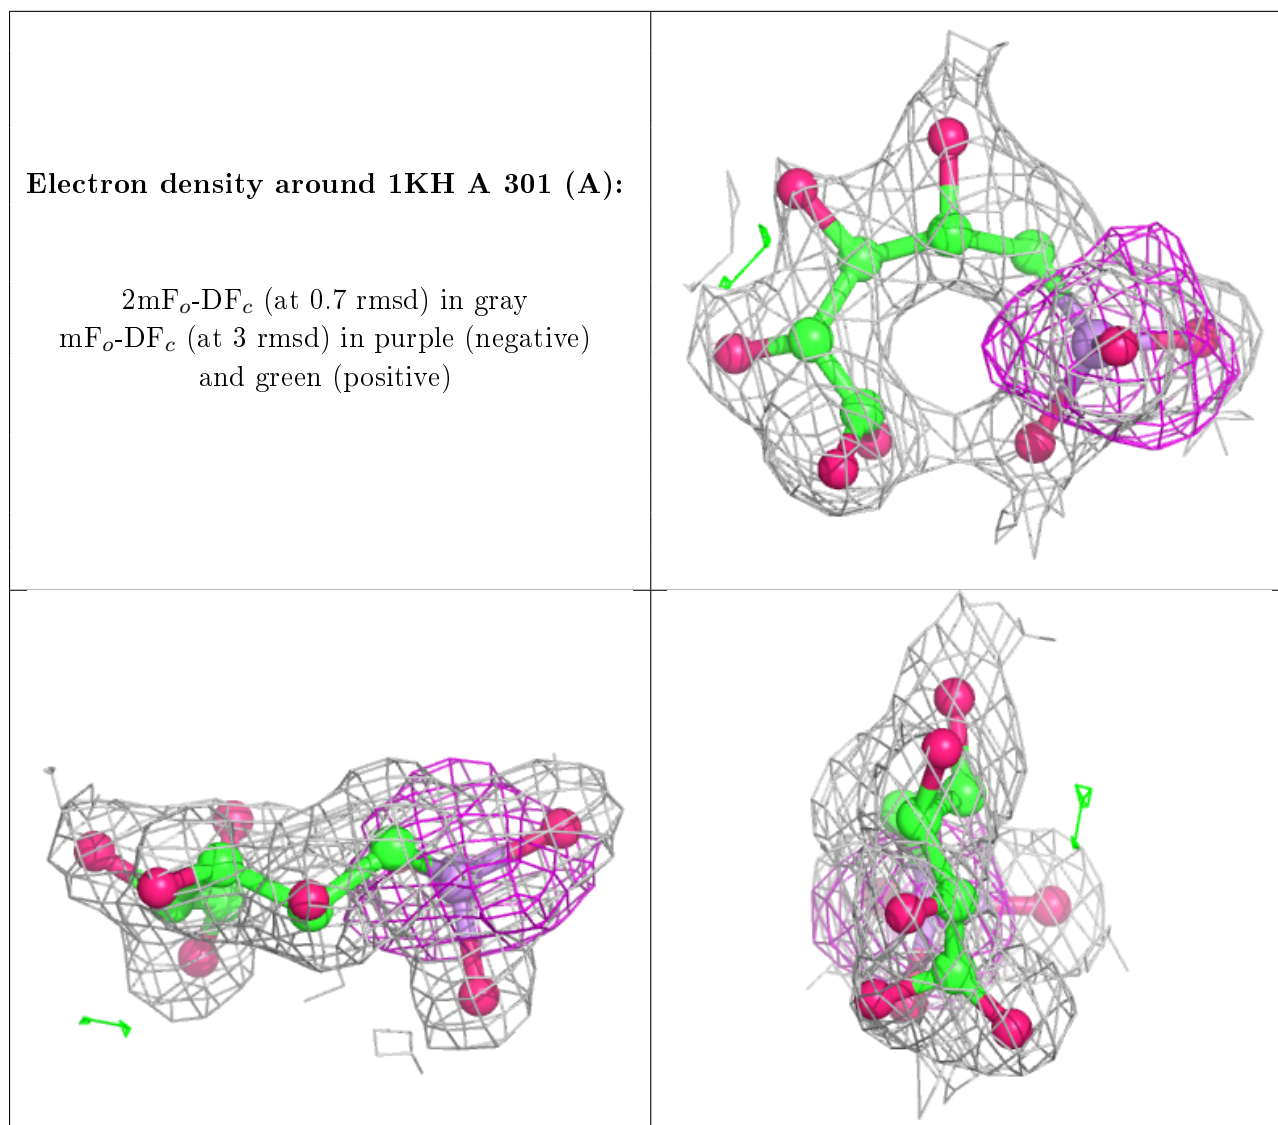 Electron density around 1KH A 301 (A):
2mFₒ-DF𝒸 (at 0.7 rmsd) in gray
mFₒ-DF𝒸 (at 3 rmsd) in purple (negative)
and green (positive)